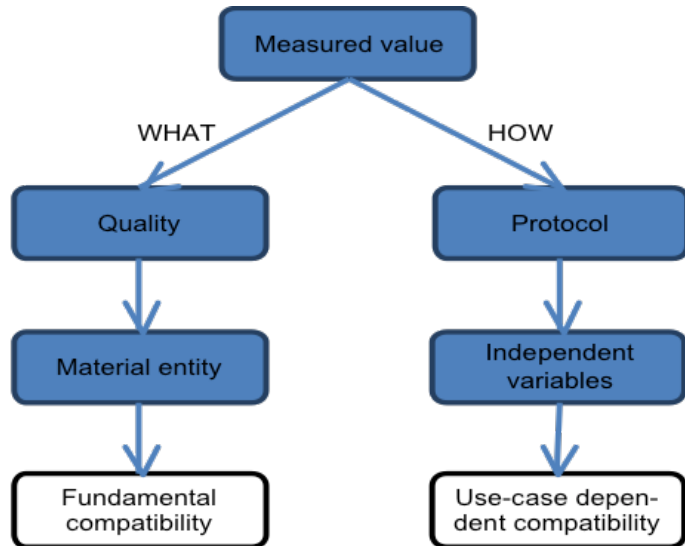 Measured value
WHAT
HOW
Quality
Protocol
Material entity
Independent
variables
Fundamental
compatibility
Use-case depen-
dent compatibility